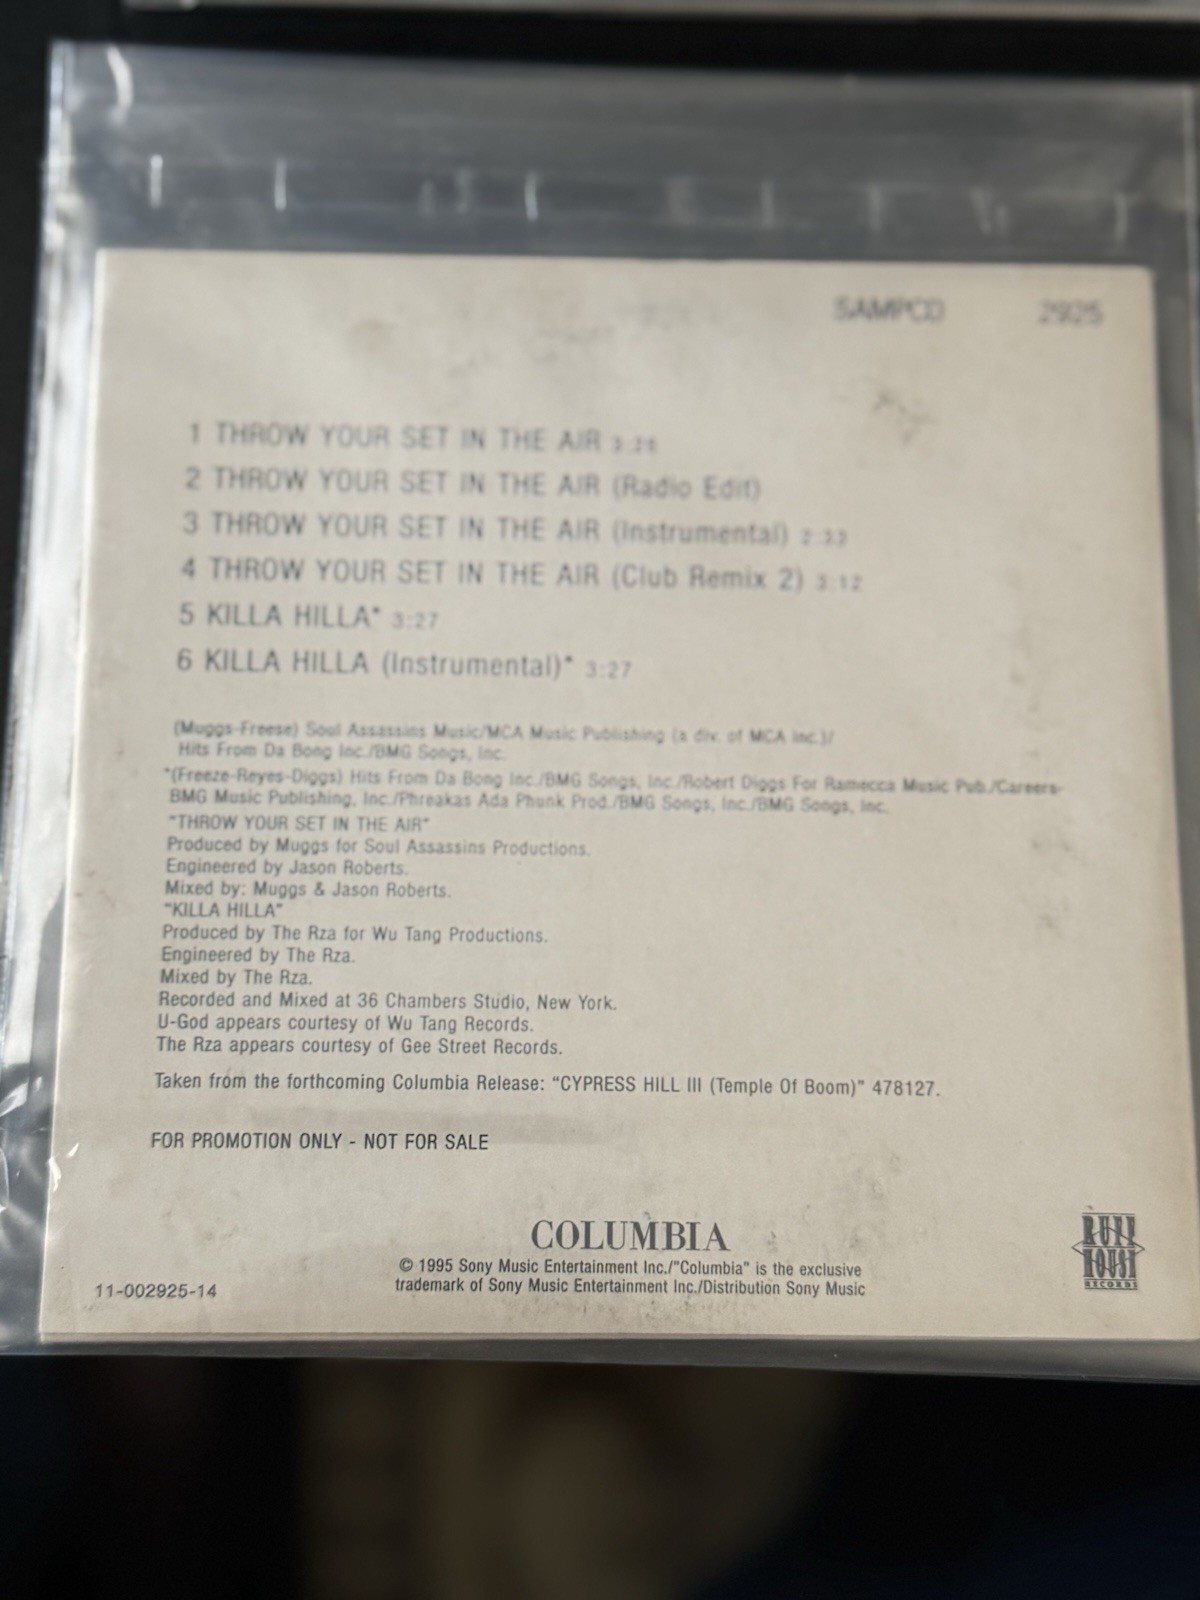 SAMPCD 2925
1 THROW YOUR SET IN THE AIR 3:26
2 THROW YOUR SET IN THE AIR (Radio Edit)
3 THROW YOUR SET IN THE AIR (Instrumental) 2:33
4 THROW YOUR SET IN THE AIR (Club Remix 2) 3:12
5 KILLA HILLA* 3:27
6 KILLA HILLA (Instrumental)* 3:27
(Muggs-Freese) Soul Assassins Music/MCA Music Publishing (a div. of MCA Inc.)/
Hits From Da Bong Inc./BMG Songs, Inc.
*(Freeze-Reyes-Diggs) Hits From Da Bong Inc./BMG Songs, Inc./Robert Diggs For Ramecca Music Pub./Careers-
BMG Music Publishing, Inc./Phreakas Ada Phunk Prod./BMG Songs, Inc./BMG Songs, Inc.
"THROW YOUR SET IN THE AIR"
Produced by Muggs for Soul Assassins Productions.
Engineered by Jason Roberts.
Mixed by: Muggs & Jason Roberts.
"KILLA HILLA"
Produced by The Rza for Wu Tang Productions.
Engineered by The Rza.
Mixed by The Rza.
Recorded and Mixed at 36 Chambers Studio, New York.
U-God appears courtesy of Wu Tang Records.
The Rza appears courtesy of Gee Street Records.
Taken from the forthcoming Columbia Release: "CYPRESS HILL III (Temple Of Boom)" 478127.
FOR PROMOTION ONLY - NOT FOR SALE
COLUMBIA
© 1995 Sony Music Entertainment Inc./"Columbia" is the exclusive
trademark of Sony Music Entertainment Inc./Distribution Sony Music
11-002925-14
RUFF
HOUSE
RECORDS